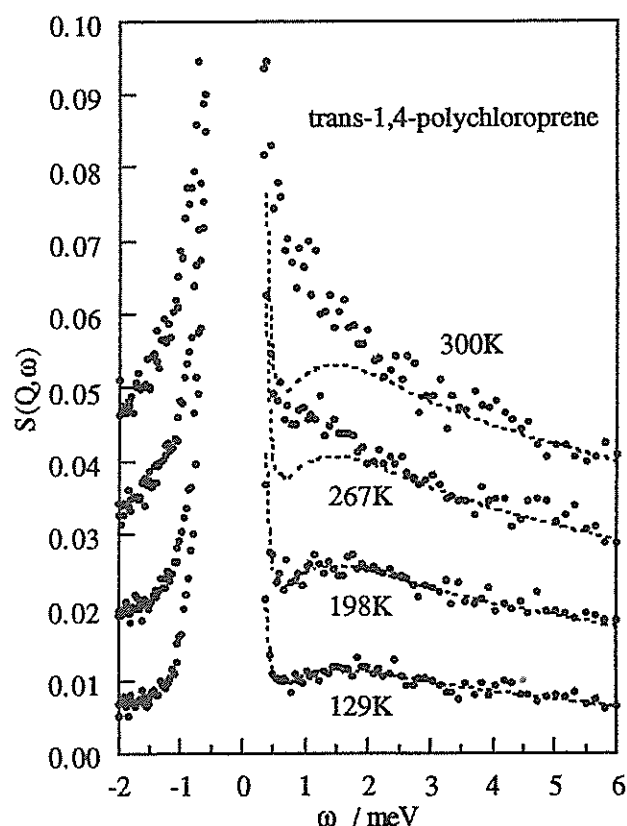 0.10
0.09
trans-1,4-polychloroprene
0.08
0.07
0.06
300K
0.05
0.04
267K
0.03
198K
0.02
0.01
129K
0.00
S(Q,ω)
-2 -1 0 1 2 3 4 5 6
ω / meV